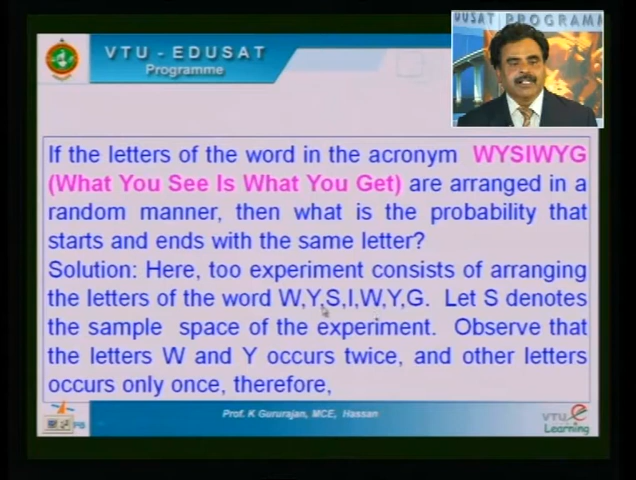 DUSAT PROGRAMM
VTU - EDUSAT
Programme
If the letters of the word in the acronym WYSIWYG
(What You See Is What You Get) are arranged in a
random manner, then what is the probability that
starts and ends with the same letter?
Solution: Here, too experiment consists of arranging
the letters of the word W,Y,S,I,W,Y,G. Let S denotes
the sample space of the experiment. Observe that
the letters W and Y occurs twice, and other letters
occurs only once, therefore,
Prof. K Gururajan, MCE, Hassan
VTU e
Learning